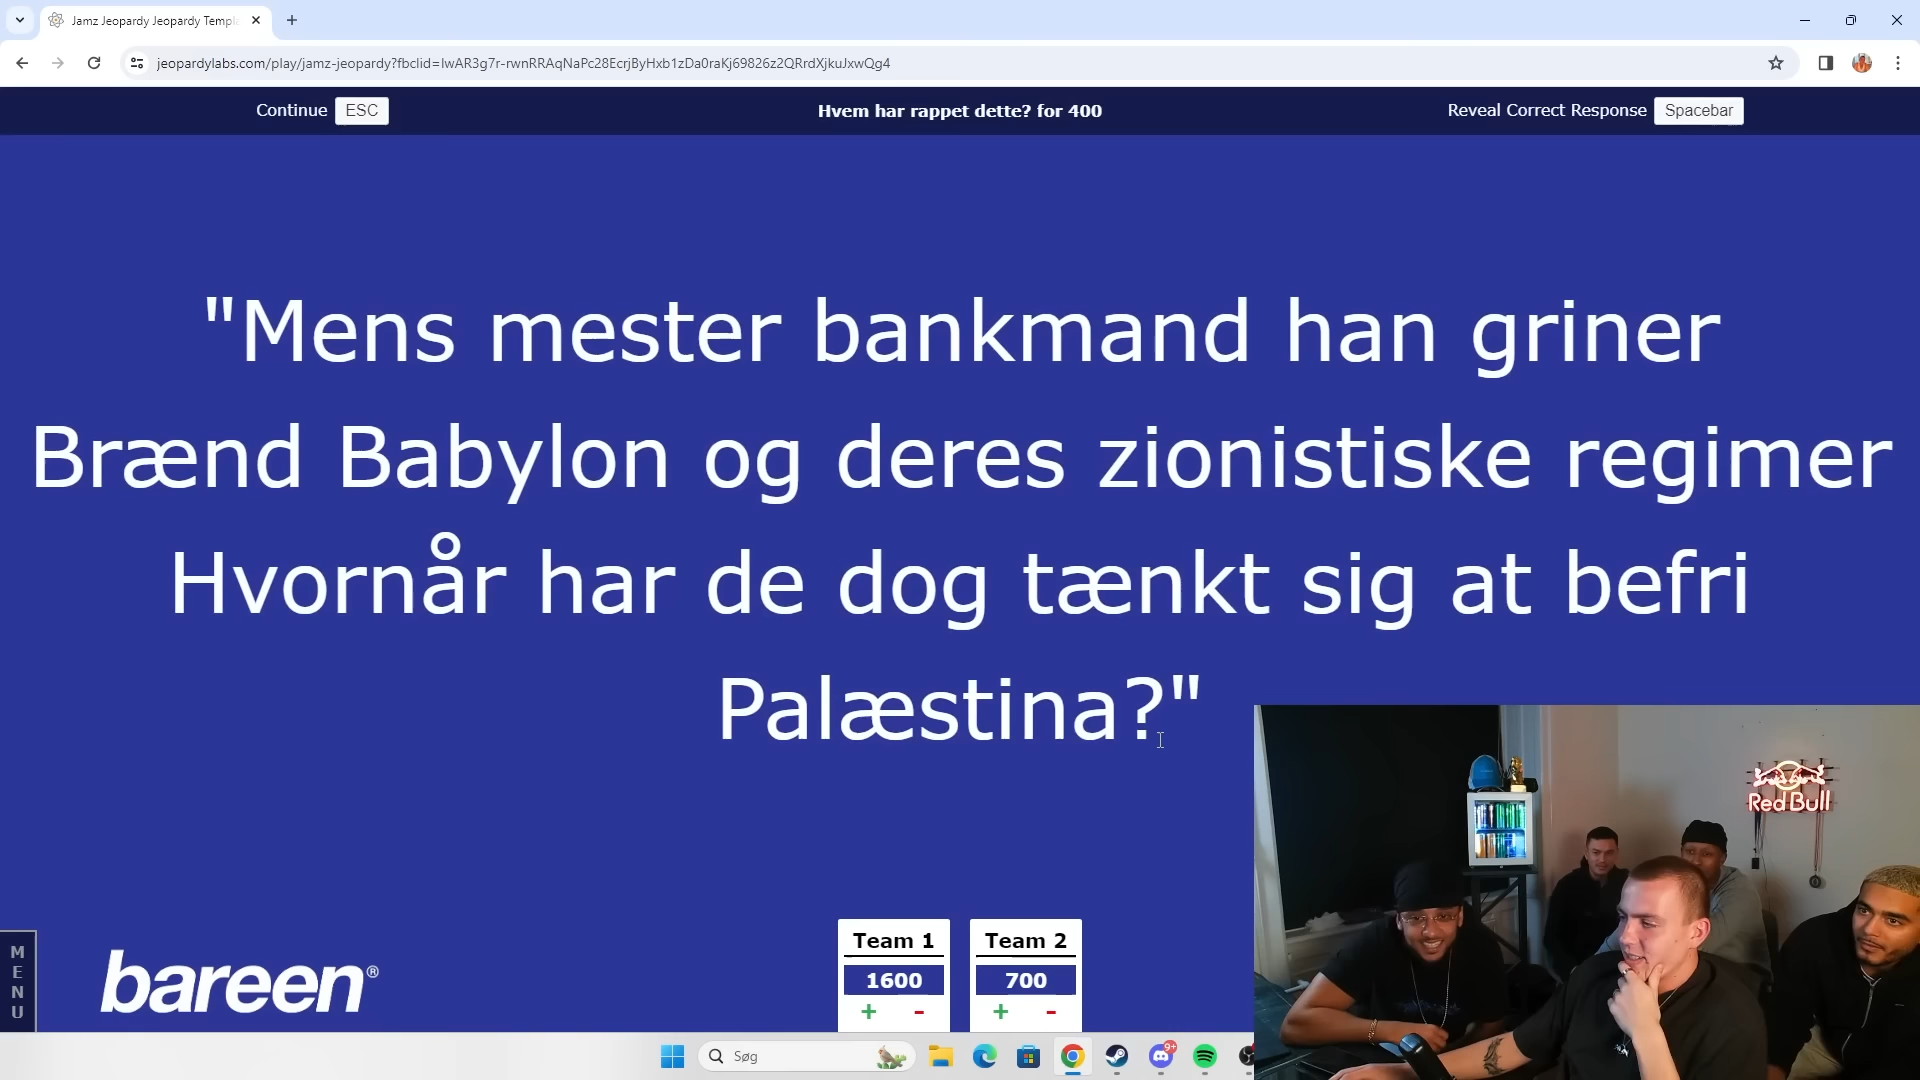 Jamz Jeopardy Jeopardy Templ
jeopardylabs.com/play/jamz-jeopardy?fbclid=IwAR3g7r-rwnRRAqNaPc28EcrjByHxb1zDa0raKj69826z2QRrdXjkuJxwQg4
Continue ESC
Hvem har rappet dette? for 400
Reveal Correct Response Spacebar
"Mens mester bankmand han griner
Brænd Babylon og deres zionistiske regimer
Hvornår har de dog tænkt sig at befri
Palæstina?"
Red Bull
MENU
bareen®
Team 1
1600
+ -
Team 2
700
+ -
Søg
9+